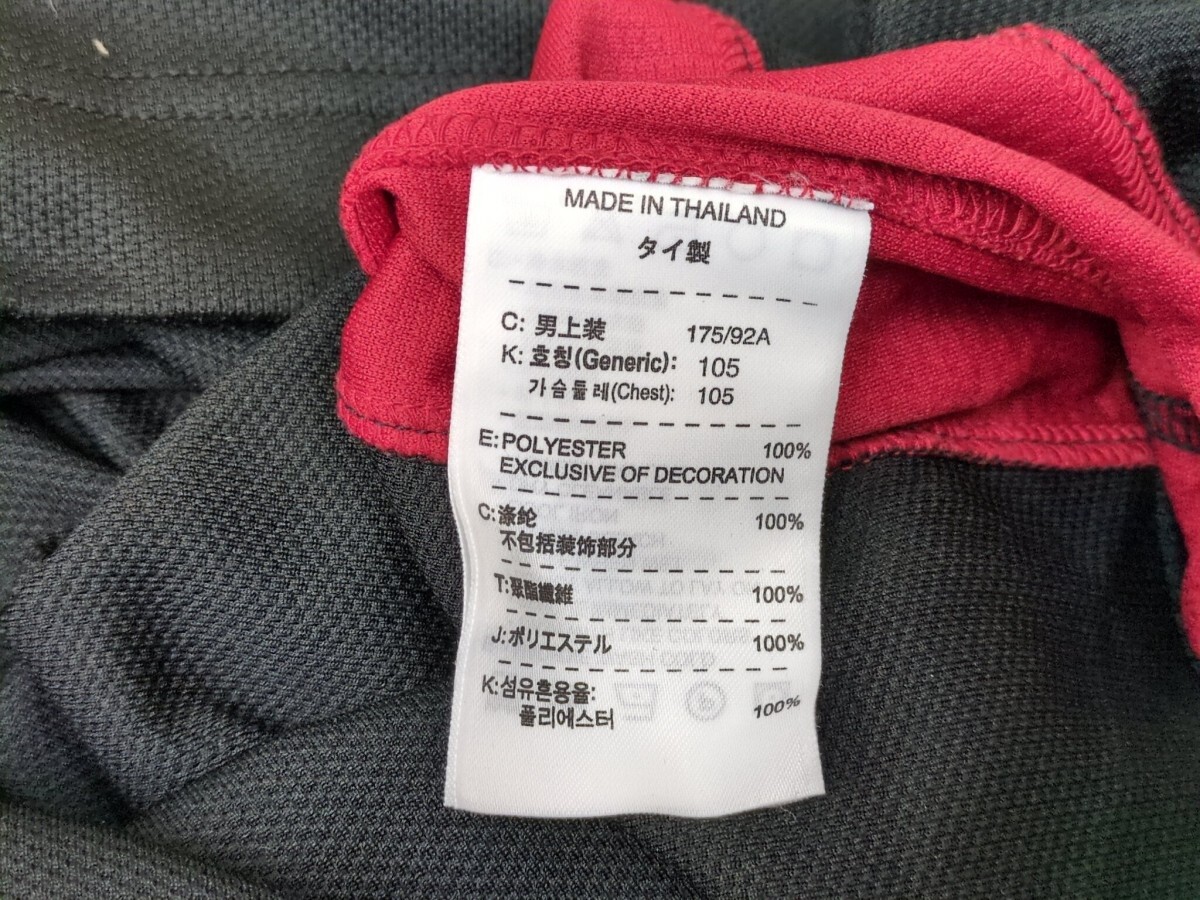 MADE IN THAILAND
タイ製
C: 男上装 175/92A
K: 호칭(Generic): 105
가슴둘레(Chest): 105
E: POLYESTER 100%
EXCLUSIVE OF DECORATION
C:涤纶 100%
不包括装饰部分
T:聚酯纖維 100%
J:ポリエステル 100%
K:섬유혼용율:
폴리에스터 100%